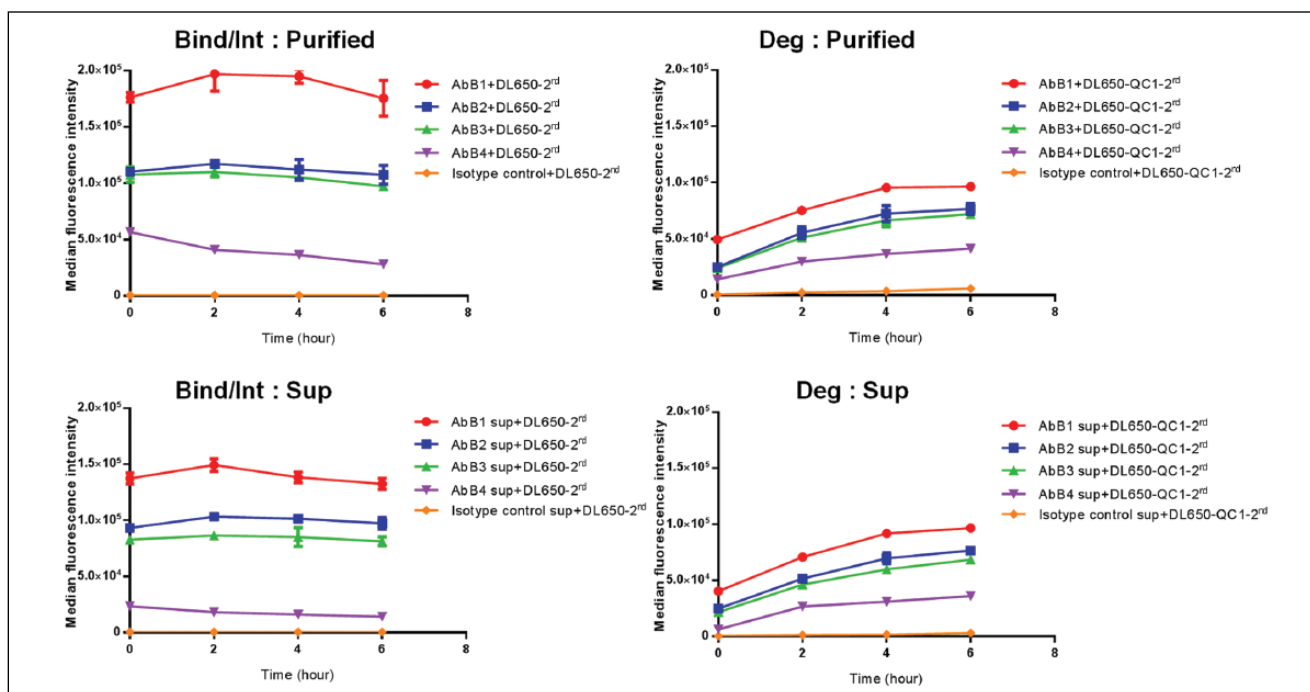 Bind/Int : Purified
Median fluorescence intensity
2.0×10⁵
1.5×10⁵
1.0×10⁵
5.0×10⁴
0
0 2 4 6 8
Time (hour)
AbB1+DL650-2ʳᵈ
AbB2+DL650-2ʳᵈ
AbB3+DL650-2ʳᵈ
AbB4+DL650-2ʳᵈ
Isotype control+DL650-2ʳᵈ
Deg : Purified
Median fluorescence intensity
2.0×10⁵
1.5×10⁵
1.0×10⁵
5.0×10⁴
0
0 2 4 6 8
Time (hour)
AbB1+DL650-QC1-2ʳᵈ
AbB2+DL650-QC1-2ʳᵈ
AbB3+DL650-QC1-2ʳᵈ
AbB4+DL650-QC1-2ʳᵈ
Isotype control+DL650-QC1-2ʳᵈ
Bind/Int : Sup
Median fluorescence intensity
2.0×10⁵
1.5×10⁵
1.0×10⁵
5.0×10⁴
0
0 2 4 6 8
Time (hour)
AbB1 sup+DL650-2ʳᵈ
AbB2 sup+DL650-2ʳᵈ
AbB3 sup+DL650-2ʳᵈ
AbB4 sup+DL650-2ʳᵈ
Isotype control sup+DL650-2ʳᵈ
Deg : Sup
Median fluorescence intensity
2.0×10⁵
1.5×10⁵
1.0×10⁵
5.0×10⁴
0
0 2 4 6 8
Time (hour)
AbB1 sup+DL650-QC1-2ʳᵈ
AbB2 sup+DL650-QC1-2ʳᵈ
AbB3 sup+DL650-QC1-2ʳᵈ
AbB4 sup+DL650-QC1-2ʳᵈ
Isotype control sup+DL650-QC1-2ʳᵈ